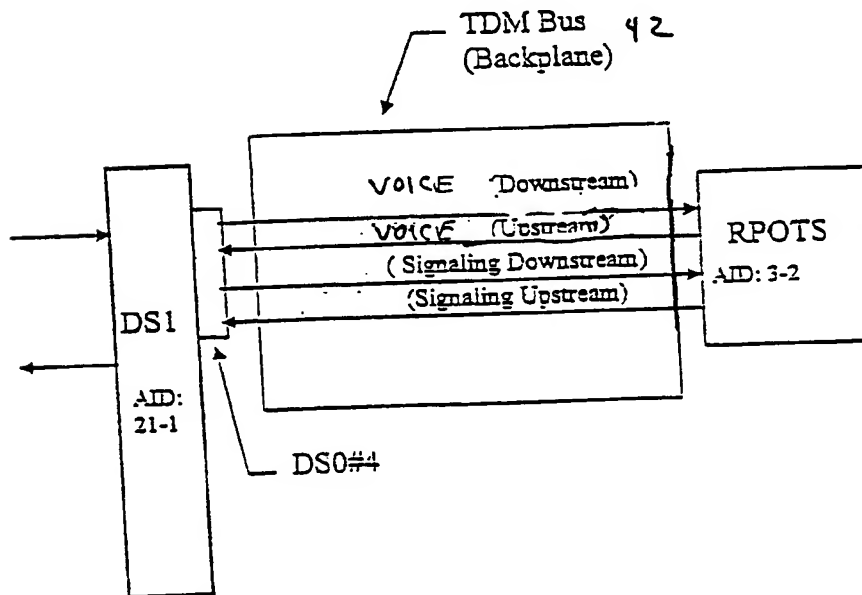 TDM Bus 42
(Backplane)
VOICE (Downstream)
VOICE (Upstream)
(Signaling Downstream)
(Signaling Upstream)
RPOTS
AID: 3-2
DS1
AID:
21-1
DS0#4